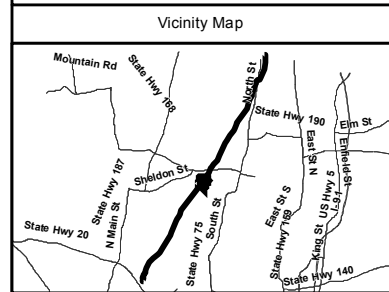 Vicinity Map
Mountain Rd
State Hwy 168
North St
State Hwy 190
Elm St
East St N
Enfield St
State Hwy 187
Sheldon St
N Main St
State Hwy 20
State Hwy 75
South St
East St S
State Hwy 159
King St
US Hwy 5
I-91
State Hwy 140